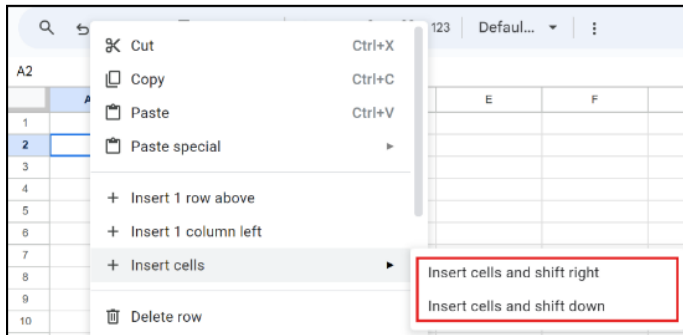 123 Defaul...
A2
Cut Ctrl+X
Copy Ctrl+C
Paste Ctrl+V
Paste special
Insert 1 row above
Insert 1 column left
Insert cells
Delete row
Insert cells and shift right
Insert cells and shift down
A E F
1
2
3
4
5
6
7
8
9
10